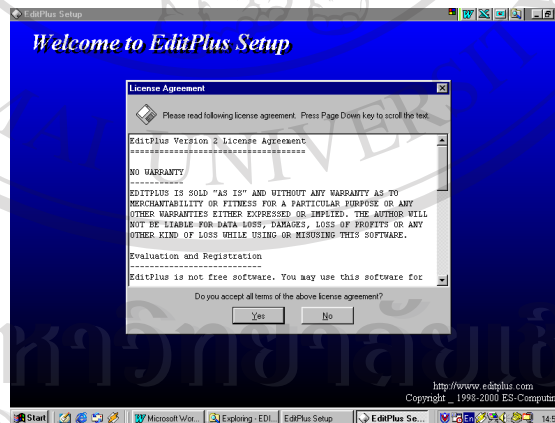 EditPlus Setup
Welcome to EditPlus Setup
License Agreement
Please read following license agreement. Press Page Down key to scroll the text.
EditPlus Version 2 License Agreement
====================================
NO WARRANTY
-----------
EDITPLUS IS SOLD "AS IS" AND WITHOUT ANY WARRANTY AS TO
MERCHANTABILITY OR FITNESS FOR A PARTICULAR PURPOSE OR ANY
OTHER WARRANTIES EITHER EXPRESSED OR IMPLIED. THE AUTHOR WILL
NOT BE LIABLE FOR DATA LOSS, DAMAGES, LOSS OF PROFITS OR ANY
OTHER KIND OF LOSS WHILE USING OR MISUSING THIS SOFTWARE.
Evaluation and Registration
---------------------------
EditPlus is not free software. You may use this software for
Do you accept all terms of the above license agreement?
Yes No
http://www.editplus.com
Copyright _ 1998-2000 ES-Computin
Start Microsoft Wor... Exploring - EDI... EditPlus Setup EditPlus Se... En